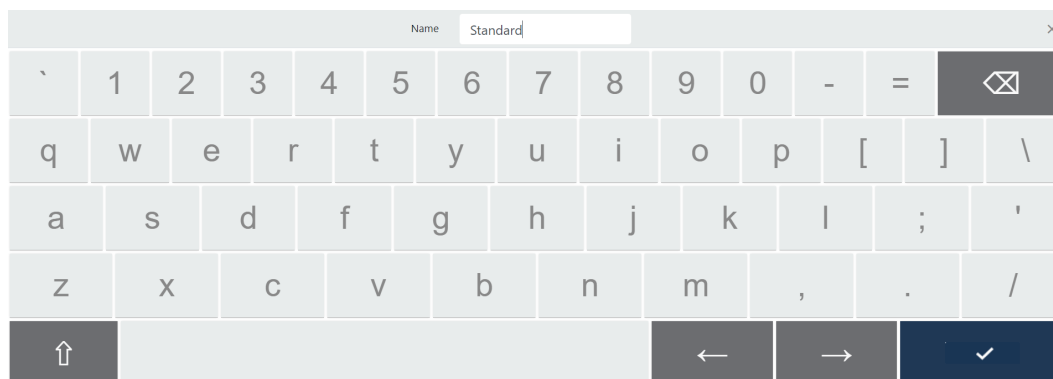 Name Standard
` 1 2 3 4 5 6 7 8 9 0 - =
q w e r t y u i o p [ ] \
a s d f g h j k l ; '
z x c v b n m , . /